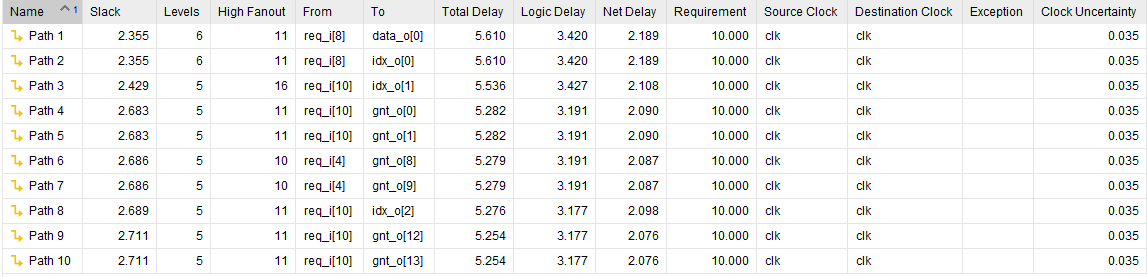 Name 1 Slack Levels High Fanout From To Total Delay Logic Delay Net Delay Requirement Source Clock Destination Clock Exception Clock Uncertainty
Path 1 2.355 6 11 req_i[8] data_o[0] 5.610 3.420 2.189 10.000 clk clk 0.035
Path 2 2.355 6 11 req_i[8] idx_o[0] 5.610 3.420 2.189 10.000 clk clk 0.035
Path 3 2.429 5 16 req_i[10] idx_o[1] 5.536 3.427 2.108 10.000 clk clk 0.035
Path 4 2.683 5 11 req_i[10] gnt_o[0] 5.282 3.191 2.090 10.000 clk clk 0.035
Path 5 2.683 5 11 req_i[10] gnt_o[1] 5.282 3.191 2.090 10.000 clk clk 0.035
Path 6 2.686 5 10 req_i[4] gnt_o[8] 5.279 3.191 2.087 10.000 clk clk 0.035
Path 7 2.686 5 10 req_i[4] gnt_o[9] 5.279 3.191 2.087 10.000 clk clk 0.035
Path 8 2.689 5 11 req_i[10] idx_o[2] 5.276 3.177 2.098 10.000 clk clk 0.035
Path 9 2.711 5 11 req_i[10] gnt_o[12] 5.254 3.177 2.076 10.000 clk clk 0.035
Path 10 2.711 5 11 req_i[10] gnt_o[13] 5.254 3.177 2.076 10.000 clk clk 0.035